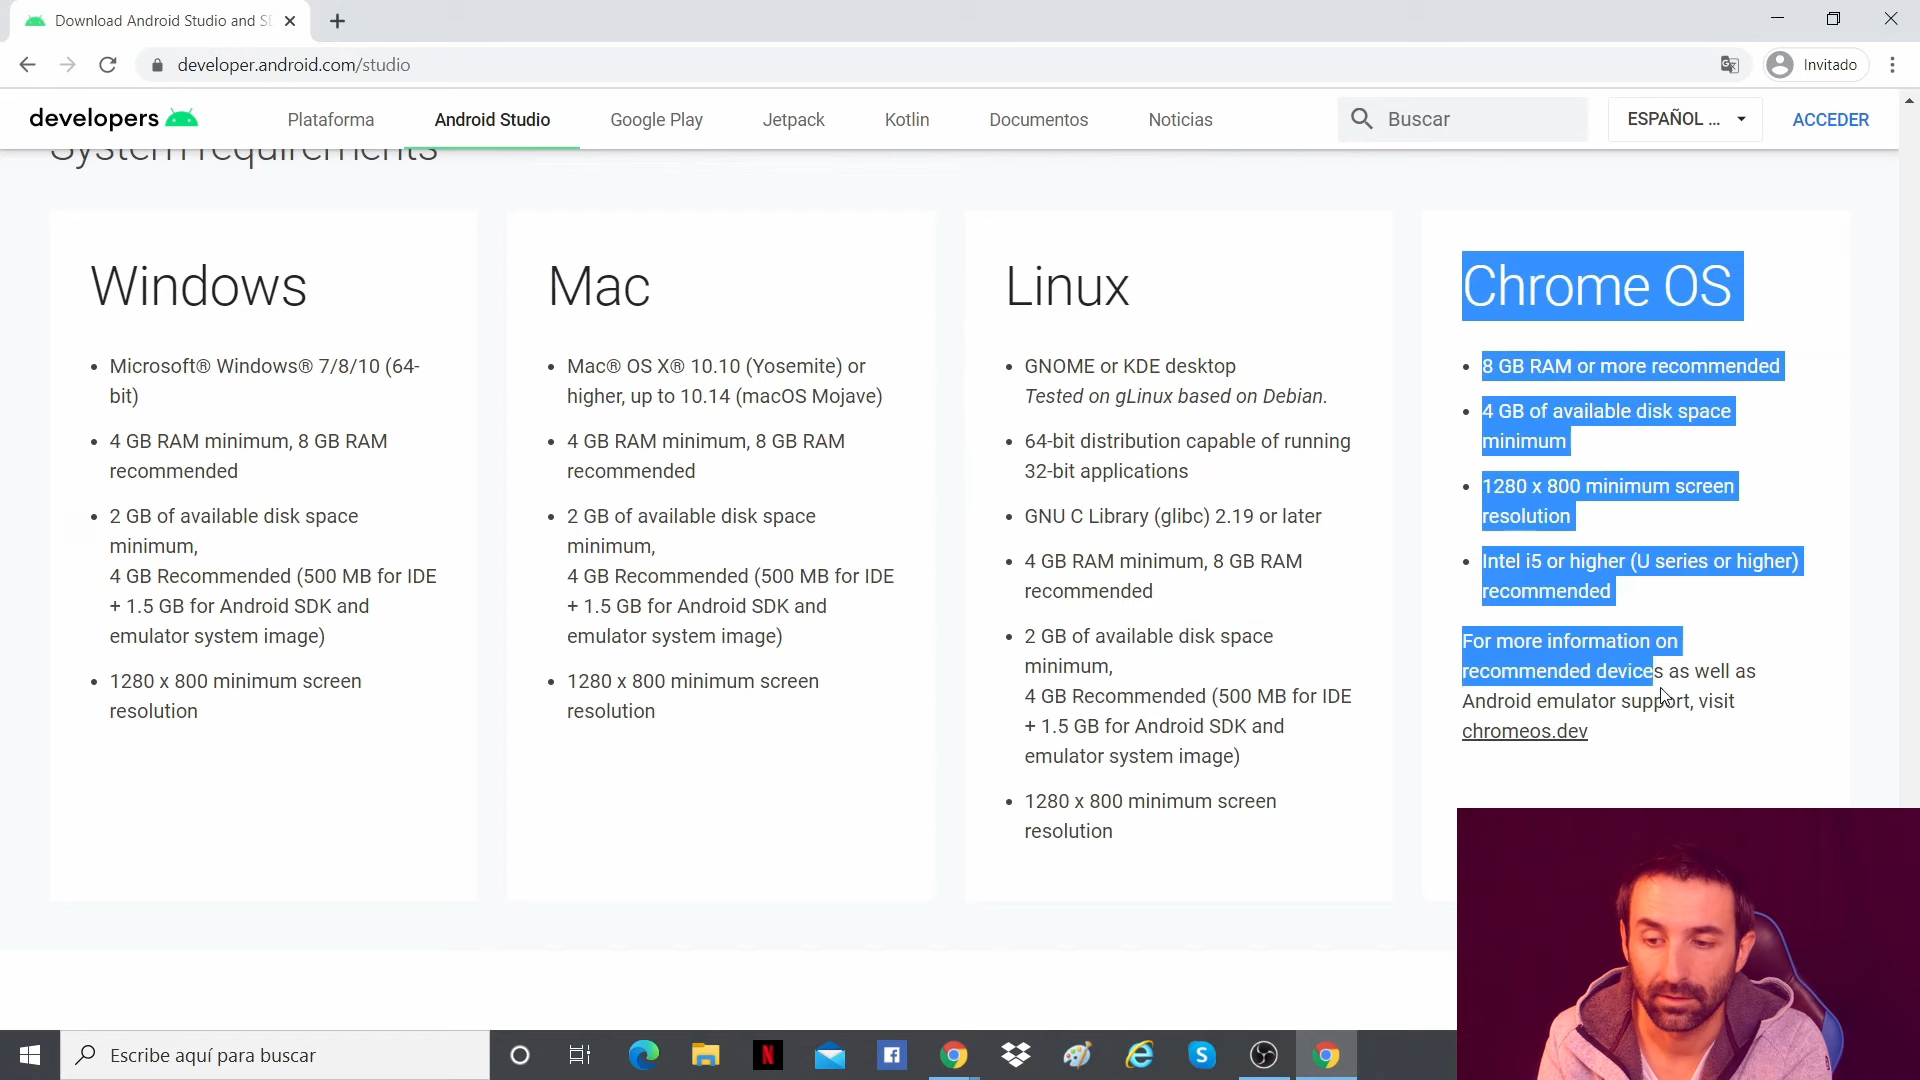 Download Android Studio and S
developer.android.com/studio
Invitado
developers
Plataforma
Android Studio
Google Play
Jetpack
Kotlin
Documentos
Noticias
Buscar
ESPAÑOL ...
ACCEDER
System requirements
Windows
Microsoft® Windows® 7/8/10 (64-
bit)
4 GB RAM minimum, 8 GB RAM
recommended
2 GB of available disk space
minimum,
4 GB Recommended (500 MB for IDE
+ 1.5 GB for Android SDK and
emulator system image)
1280 x 800 minimum screen
resolution
Mac
Mac® OS X® 10.10 (Yosemite) or
higher, up to 10.14 (macOS Mojave)
4 GB RAM minimum, 8 GB RAM
recommended
2 GB of available disk space
minimum,
4 GB Recommended (500 MB for IDE
+ 1.5 GB for Android SDK and
emulator system image)
1280 x 800 minimum screen
resolution
Linux
GNOME or KDE desktop
Tested on gLinux based on Debian.
64-bit distribution capable of running
32-bit applications
GNU C Library (glibc) 2.19 or later
4 GB RAM minimum, 8 GB RAM
recommended
2 GB of available disk space
minimum,
4 GB Recommended (500 MB for IDE
+ 1.5 GB for Android SDK and
emulator system image)
1280 x 800 minimum screen
resolution
Chrome OS
8 GB RAM or more recommended
4 GB of available disk space
minimum
1280 x 800 minimum screen
resolution
Intel i5 or higher (U series or higher)
recommended
For more information on
recommended devices as well as
Android emulator support, visit
chromeos.dev
Escribe aquí para buscar